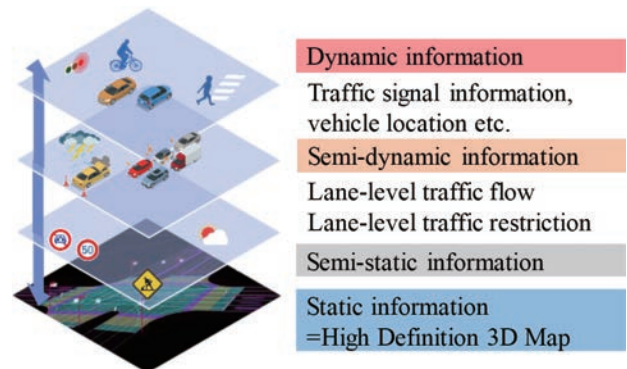 Dynamic information
Traffic signal information,
vehicle location etc.
Semi-dynamic information
Lane-level traffic flow
Lane-level traffic restriction
50
Semi-static information
Static information
=High Definition 3D Map